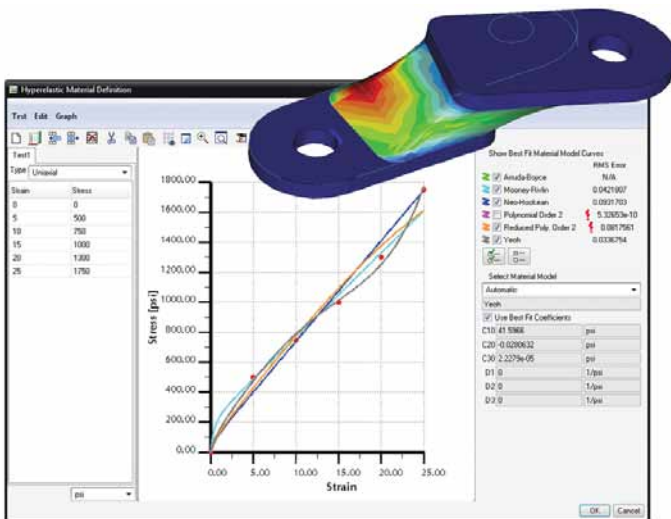 Hyperelastic Material Definition
Test Edit Graph
Test1
Type Uniaxial
Strain Stress
0 0
5 500
10 750
15 1000
20 1300
25 1750
psi
1800.00
1600.00
1400.00
1200.00
1000.00
800.00
600.00
400.00
200.00
0.00
Stress [psi]
0.00 5.00 10.00 15.00 20.00 25.00
Strain
Show Best Fit Material Model Curves
RMS Error
Arruda-Boyce N/A
Mooney-Rivlin 0.0421807
Neo-Hookean 0.0931703
Polynomial Order 2 5.32653e-10
Reduced Poly. Order 2 0.0817561
Yeoh 0.0336754
Select Material Model
Automatic
Yeoh
Use Best Fit Coefficients
C10 41.5966 psi
C20 -0.0280632 psi
C30 2.2279e-05 psi
D1 0 1/psi
D2 0 1/psi
D3 0 1/psi
OK Cancel